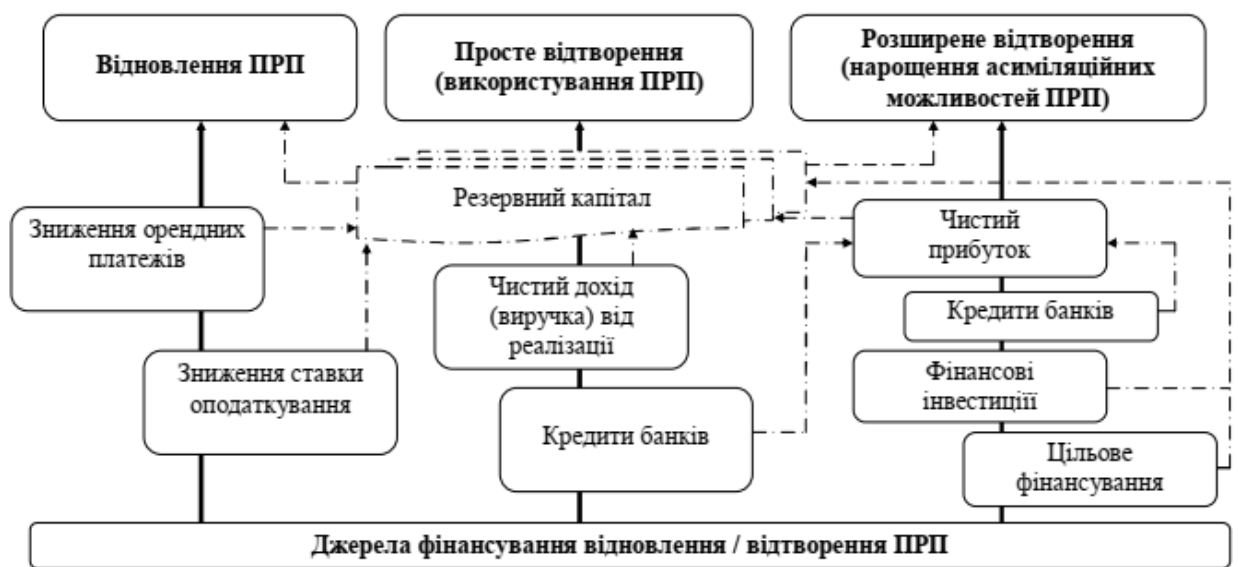 Відновлення ПРП
Просте відтворення
(використування ПРП)
Розширене відтворення
(нарощення асиміляційних
можливостей ПРП)
Резервний капітал
Зниження орендних
платежів
Чистий
прибуток
Чистий дохід
(виручка) від
реалізації
Кредити банків
Зниження ставки
оподаткування
Фінансові
інвестиціїї
Кредити банків
Цільове
фінансування
Джерела фінансування відновлення / відтворення ПРП